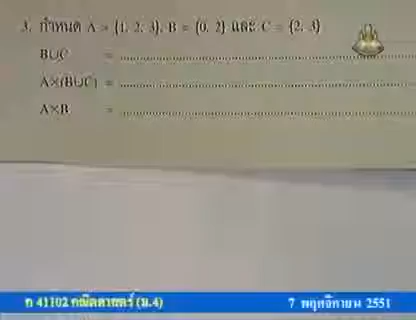 3. กำหนด A = {1, 2, 3}, B = {0, 2} และ C = {2, 3}
B∪C = ........................................
A×(B∪C) = ........................................
A×B = ........................................
ค 41102 คณิตศาสตร์ (ม.4) 7 พฤศจิกายน 2551